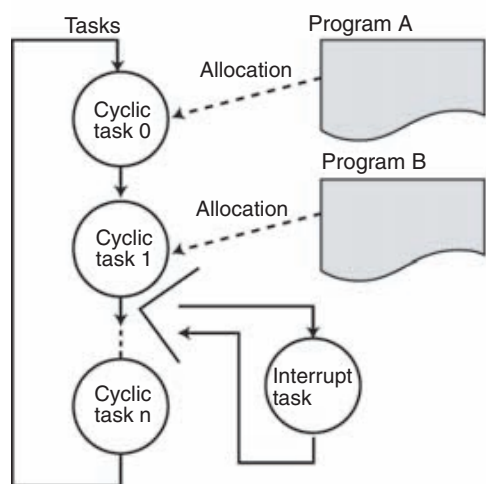 Tasks
Program A
Allocation
Cyclic
task 0
Program B
Allocation
Cyclic
task 1
Interrupt
task
Cyclic
task n